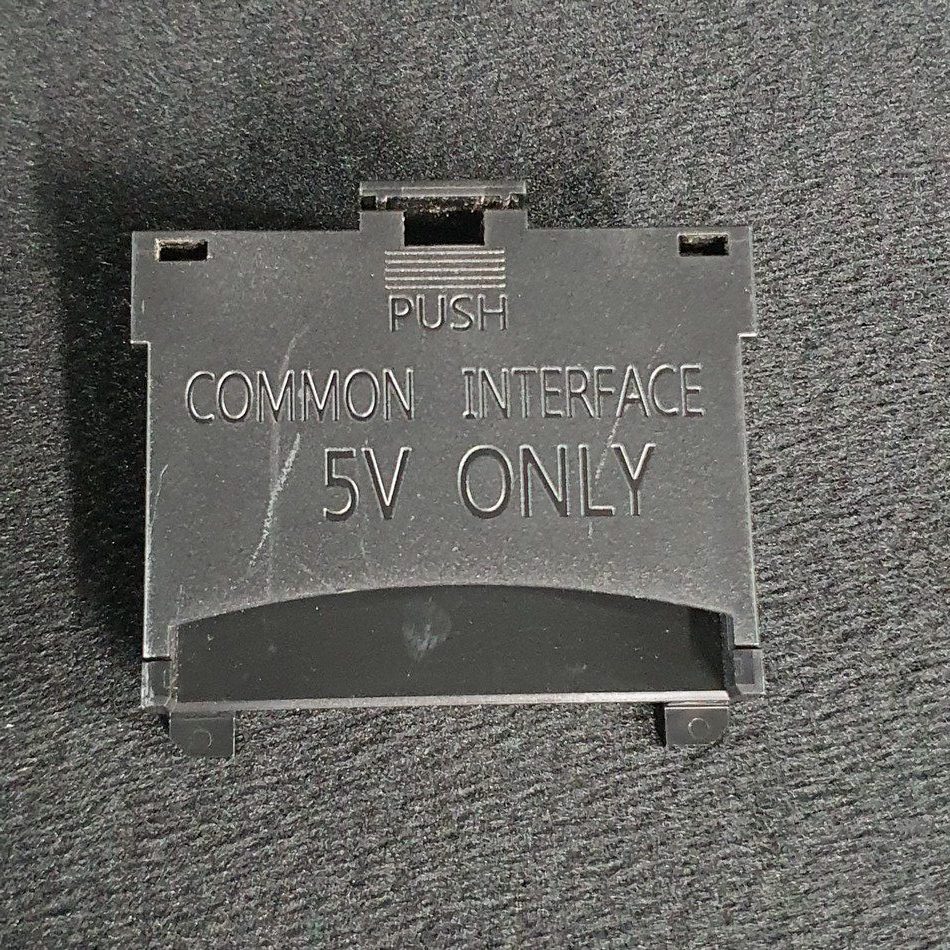 PUSH
COMMON INTERFACE
5V ONLY